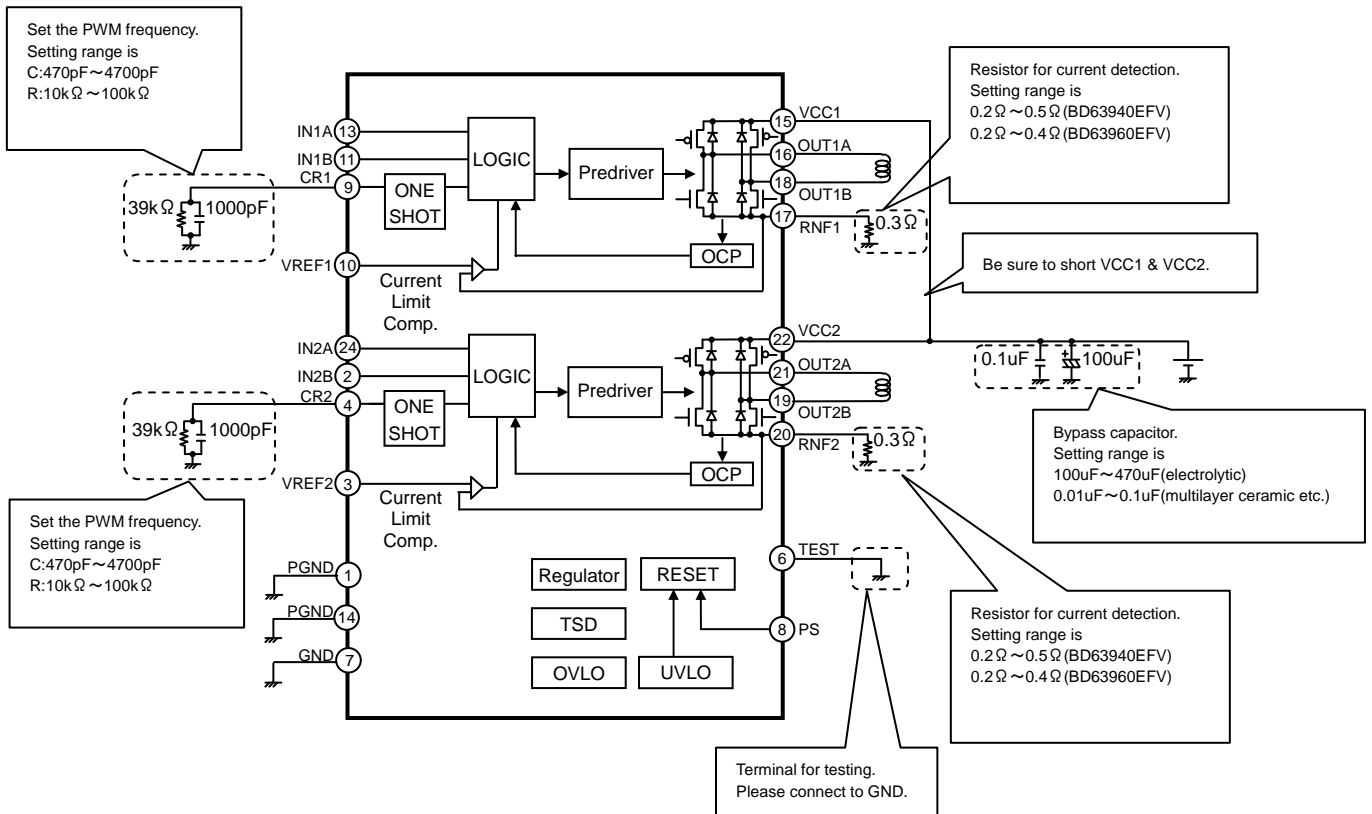 Set the PWM frequency.
Setting range is
C:470pF～4700pF
R:10kΩ～100kΩ
Resistor for current detection.
Setting range is
0.2Ω～0.5Ω(BD63940EFV)
0.2Ω～0.4Ω(BD63960EFV)
IN1A 13
IN1B 11
CR1 9
39kΩ 1000pF
VREF1 10
ONE
SHOT
LOGIC
Predriver
OCP
Current
Limit
Comp.
VCC1 15
16 OUT1A
18 OUT1B
17 RNF1
0.3Ω
Be sure to short VCC1 & VCC2.
IN2A 24
IN2B 2
CR2 4
39kΩ 1000pF
VREF2 3
ONE
SHOT
LOGIC
Predriver
OCP
Current
Limit
Comp.
22 VCC2
21 OUT2A
19 OUT2B
20 RNF2
0.3Ω
0.1uF + 100uF
Bypass capacitor.
Setting range is
100uF～470uF(electrolytic)
0.01uF～0.1uF(multilayer ceramic etc.)
Set the PWM frequency.
Setting range is
C:470pF～4700pF
R:10kΩ～100kΩ
PGND 1
PGND 14
GND 7
Regulator
RESET
TSD
OVLO
UVLO
6 TEST
8 PS
Resistor for current detection.
Setting range is
0.2Ω～0.5Ω(BD63940EFV)
0.2Ω～0.4Ω(BD63960EFV)
Terminal for testing.
Please connect to GND.